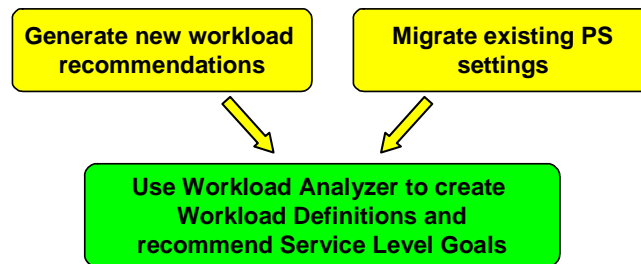 Generate new workload
recommendations
Migrate existing PS
settings
Use Workload Analyzer to create
Workload Definitions and
recommend Service Level Goals